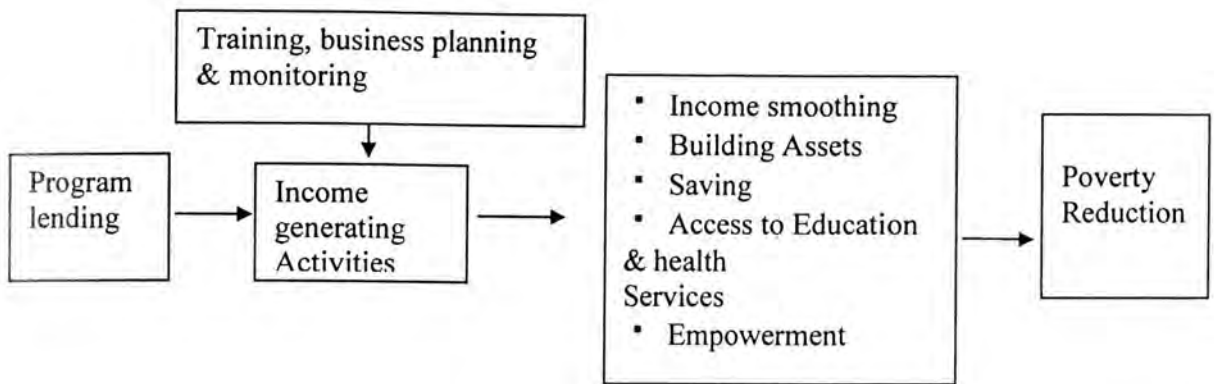 Training, business planning
& monitoring
Program
lending
Income
generating
Activities
▪ Income smoothing
▪ Building Assets
▪ Saving
▪ Access to Education
& health
Services
▪ Empowerment
Poverty
Reduction